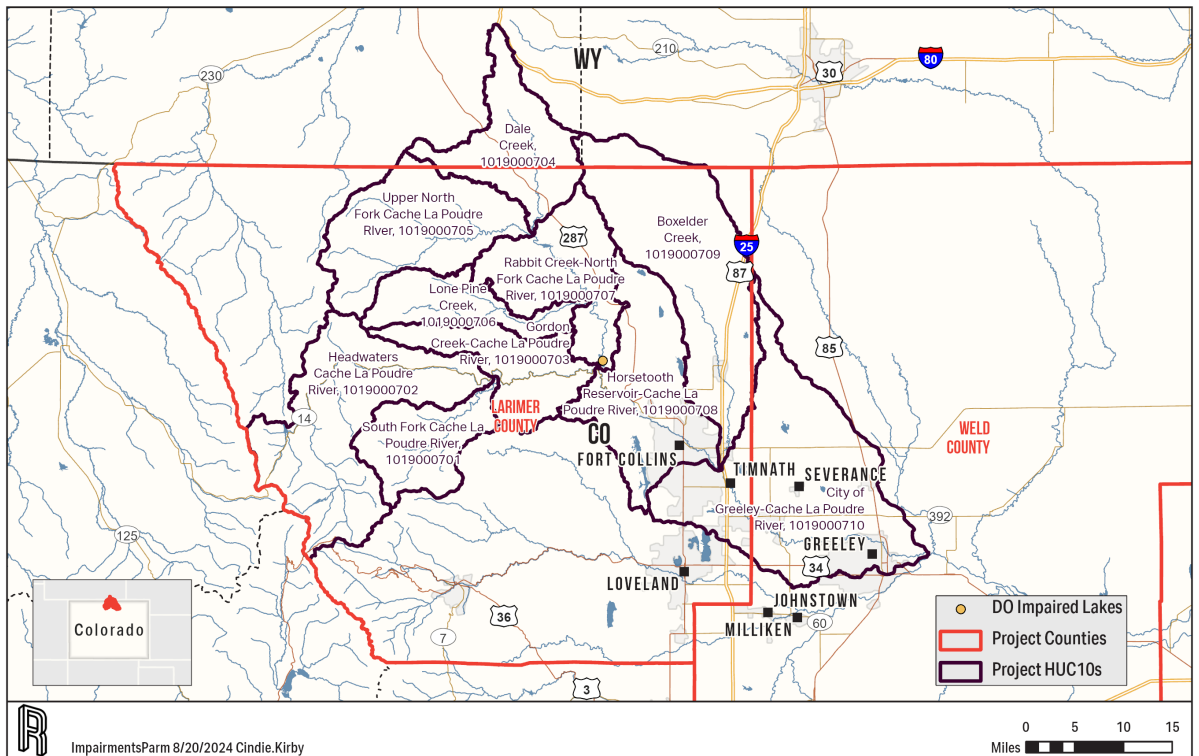 WY
210
80
30
230
Dale
Creek,
1019000704
Upper North
Fork Cache La Poudre
RIver, 1019000705
Boxelder
Creek,
1019000709
287
25
87
Rabbit Creek-North
Fork Cache La Poudre
River, 1019000707
Lone Pine
Creek,
1019000706
Gordon
Creek-Cache La Poudre
River, 1019000703
85
Headwaters
Cache La Poudre
River, 1019000702
Horsetooth
Reservoir-Cache La
Poudre River, 1019000708
14
LARIMER
COUNTY
CO
WELD
COUNTY
South Fork Cache La
Poudre River,
1019000701
FORT COLLINS
TIMNATH
SEVERANCE
City of
Greeley-Cache La Poudre
River, 1019000710
392
125
GREELEY
34
LOVELAND
JOHNSTOWN
MILLIKEN
60
36
7
3
Colorado
DO Impaired Lakes
Project Counties
Project HUC10s
R
ImpairmentsParm 8/20/2024 Cindie.Kirby
0 5 10 15
Miles